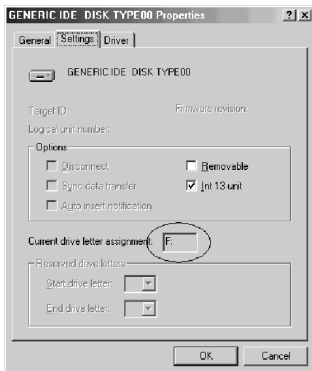 GENERIC IDE DISK TYPE00 Properties
General Settings Driver
GENERIC IDE DISK TYPE00
Target ID: Firmware revision:
Logical unit number:
Options
Disconnect Removable
Sync data transfer Int 13 unit
Auto insert notification
Current drive letter assignment: F:
Reserved drive letters
Start drive letter:
End drive letter:
OK Cancel